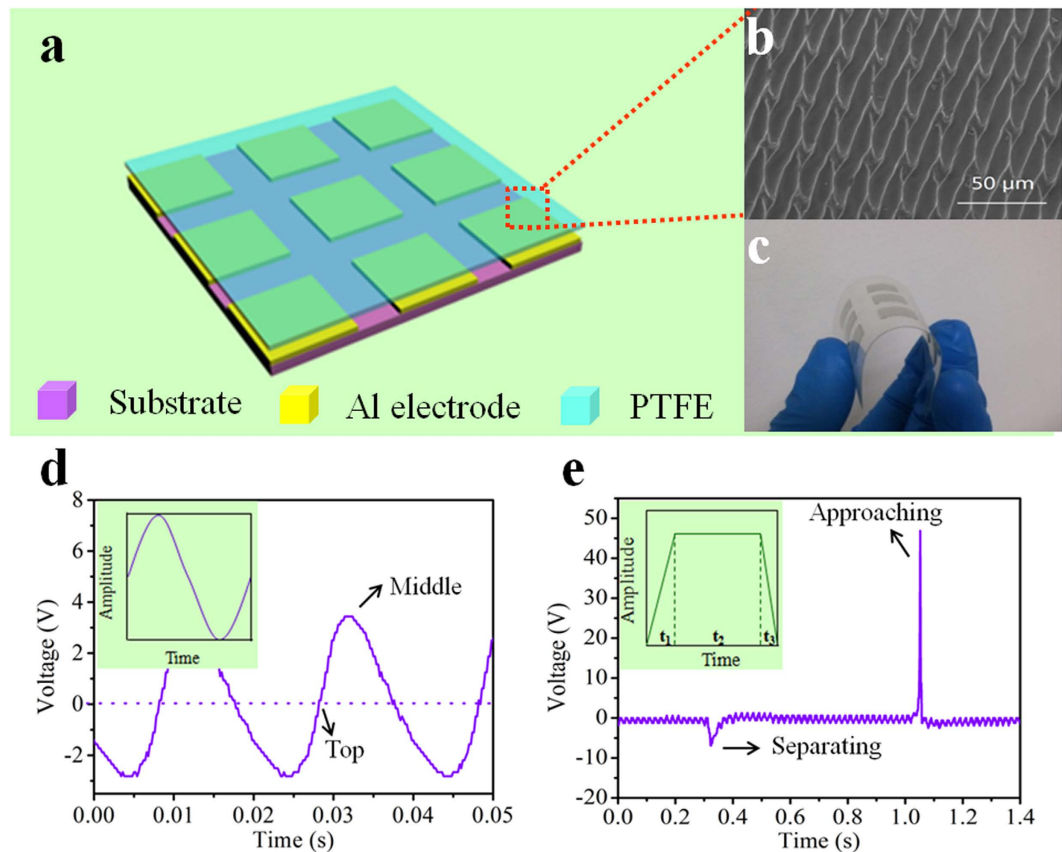 a
b
50 μm
c
Substrate
Al electrode
PTFE
d
8
6
4
2
0
-2
Voltage (V)
Amplitude
Time
Middle
Top
0.00 0.01 0.02 0.03 0.04 0.05
Time (s)
e
50
40
30
20
10
0
-10
-20
Voltage (V)
Amplitude
t1 t2 t3
Time
Approaching
Separating
0.0 0.2 0.4 0.6 0.8 1.0 1.2 1.4
Time (s)